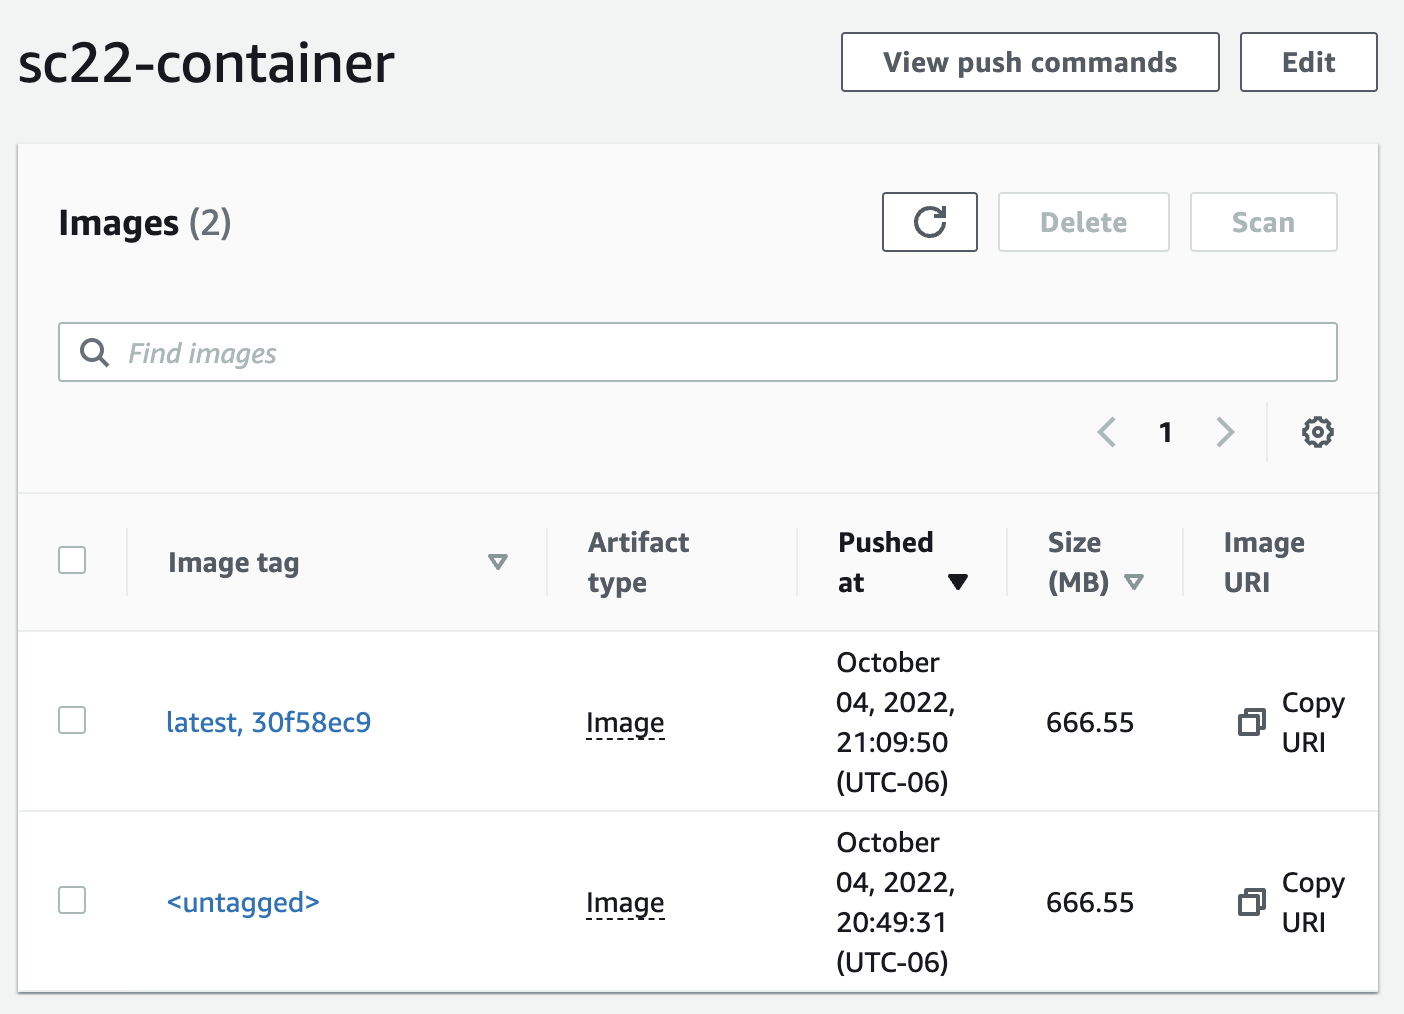 sc22-container
View push commands
Edit
Images (2)
Delete
Scan
Find images
1
Image tag
Artifact
type
Pushed
at
Size
(MB)
Image
URI
latest, 30f58ec9
Image
October
04, 2022,
21:09:50
(UTC-06)
666.55
Copy
URI
<untagged>
Image
October
04, 2022,
20:49:31
(UTC-06)
666.55
Copy
URI